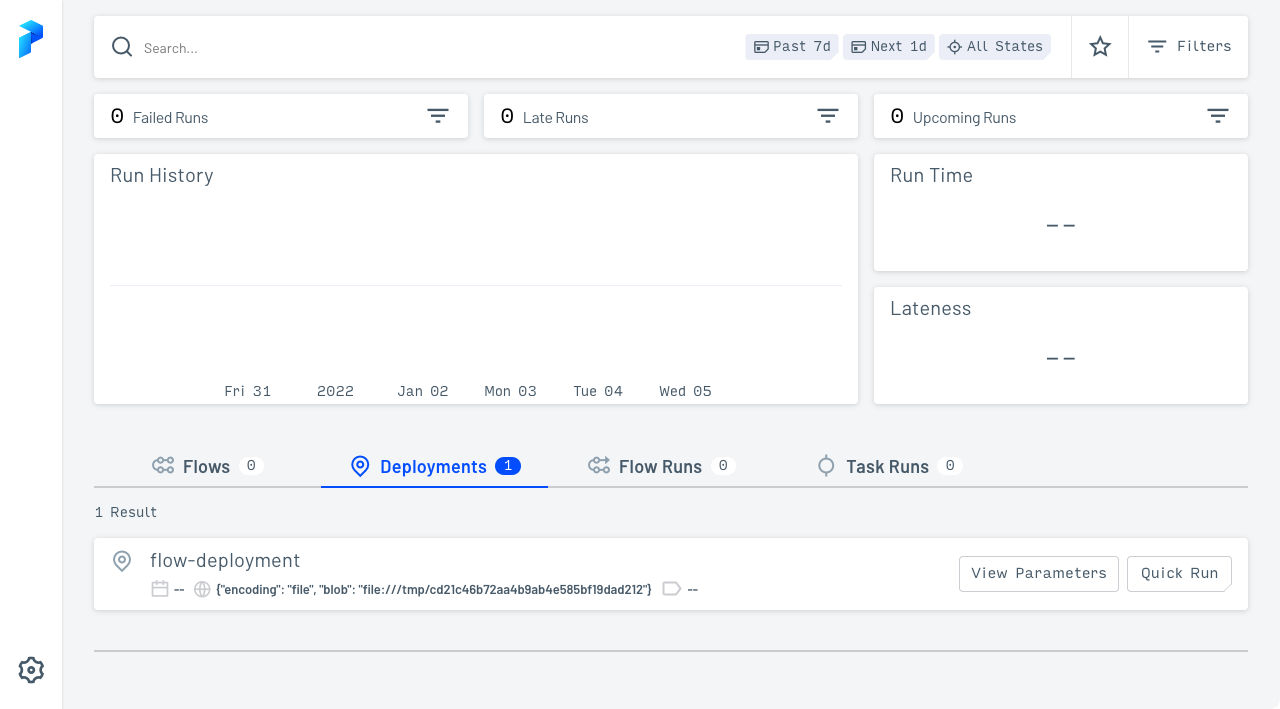 Search...
Past 7d
Next 1d
All States
Filters
0 Failed Runs
0 Late Runs
0 Upcoming Runs
Run History
Fri 31
2022
Jan 02
Mon 03
Tue 04
Wed 05
Run Time
--
Lateness
--
Flows 0
Deployments 1
Flow Runs 0
Task Runs 0
1 Result
flow-deployment
-- {"encoding": "file", "blob": "file:///tmp/cd21c46b72aa4b9ab4e585bf19dad212"} --
View Parameters
Quick Run